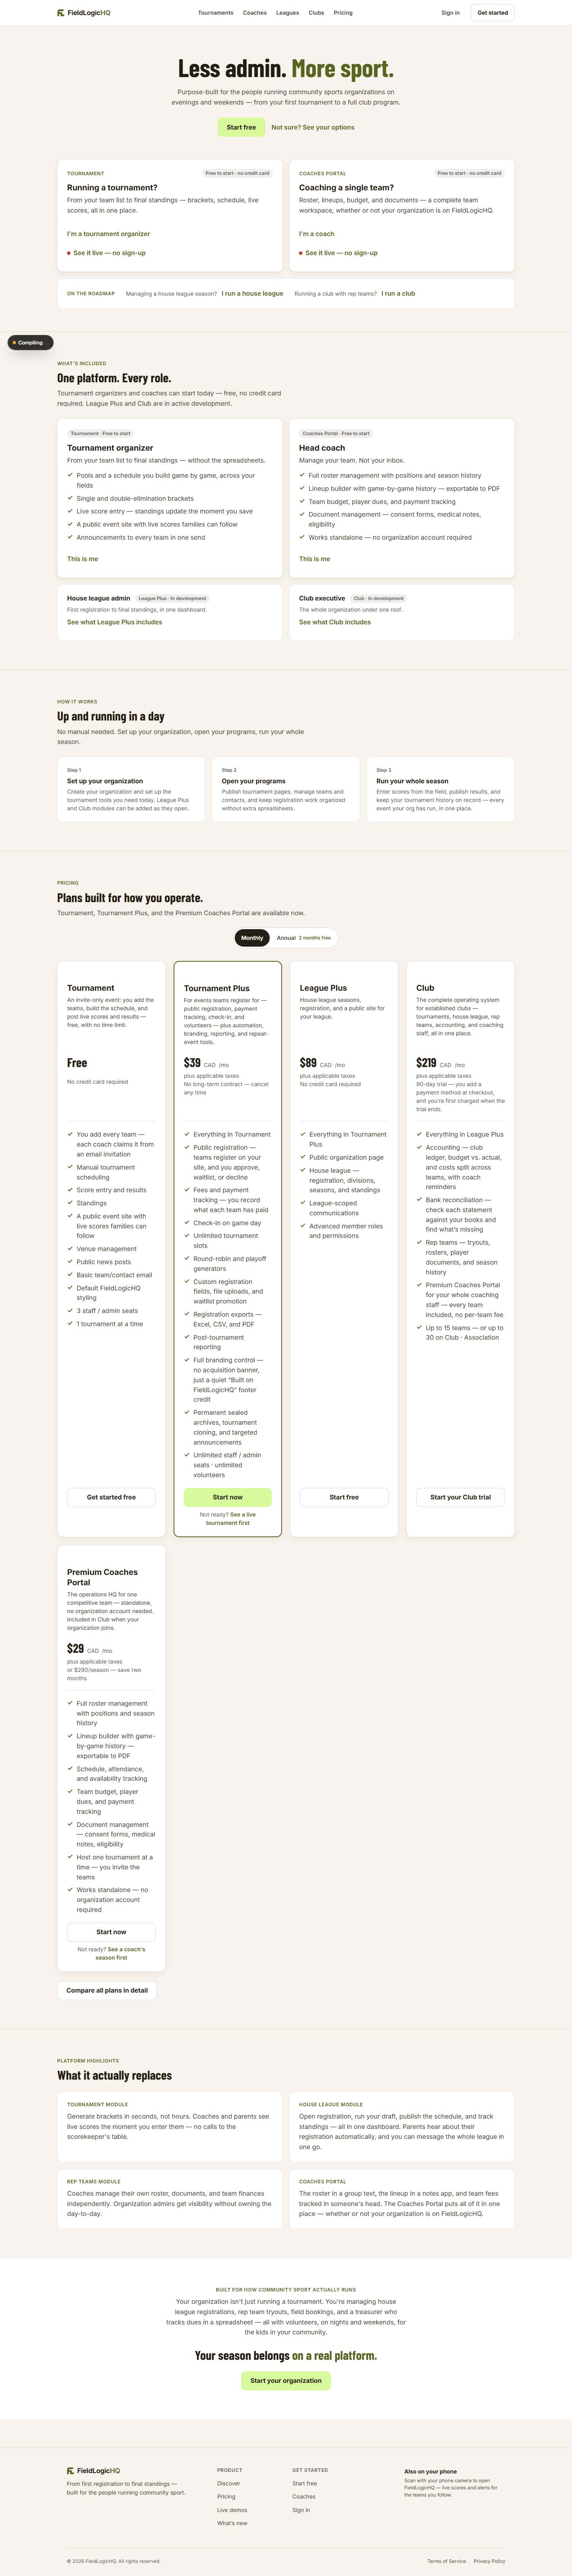 FieldLogicHQ
Tournaments Coaches Leagues Clubs Pricing
Sign in Get started
Less admin. More sport.
Purpose-built for the people running community sports organizations on
evenings and weekends — from your first tournament to a full club program.
Start free Not sure? See your options
TOURNAMENT Free to start · no credit card
Running a tournament?
From your team list to final standings — brackets, schedule, live
scores, all in one place.
I'm a tournament organizer
See it live — no sign-up
COACHES PORTAL Free to start · no credit card
Coaching a single team?
Roster, lineups, budget, and documents — a complete team
workspace, whether or not your organization is on FieldLogicHQ.
I'm a coach
See it live — no sign-up
ON THE ROADMAP Managing a house league season? I run a house league Running a club with rep teams? I run a club
Compiling
WHAT'S INCLUDED
One platform. Every role.
Tournament organizers and coaches can start today — free, no credit card
required. League Plus and Club are in active development.
Tournament · Free to start
Tournament organizer
From your team list to final standings — without the spreadsheets.
Pools and a schedule you build game by game, across your
fields
Single and double-elimination brackets
Live score entry — standings update the moment you save
A public event site with live scores families can follow
Announcements to every team in one send
This is me
Coaches Portal · Free to start
Head coach
Manage your team. Not your inbox.
Full roster management with positions and season history
Lineup builder with game-by-game history — exportable to PDF
Team budget, player dues, and payment tracking
Document management — consent forms, medical notes,
eligibility
Works standalone — no organization account required
This is me
House league admin League Plus · In development
First registration to final standings, in one dashboard.
See what League Plus includes
Club executive Club · In development
The whole organization under one roof.
See what Club includes
HOW IT WORKS
Up and running in a day
No manual needed. Set up your organization, open your programs, run your whole
season.
Step 1
Set up your organization
Create your organization and set up the
tournament tools you need today. League Plus
and Club modules can be added as they open.
Step 2
Open your programs
Publish tournament pages, manage teams and
contacts, and keep registration work organized
without extra spreadsheets.
Step 3
Run your whole season
Enter scores from the field, publish results, and
keep your tournament history on record — every
event your org has run, in one place.
PRICING
Plans built for how you operate.
Tournament, Tournament Plus, and the Premium Coaches Portal are available now.
Monthly Annual 2 months free
Tournament
An invite-only event: you add the
teams, build the schedule, and
post live scores and results —
free, with no time limit.
Free
No credit card required
You add every team —
each coach claims it from
an email invitation
Manual tournament
scheduling
Score entry and results
Standings
A public event site with
live scores families can
follow
Venue management
Public news posts
Basic team/contact email
Default FieldLogicHQ
styling
3 staff / admin seats
1 tournament at a time
Get started free
Tournament Plus
For events teams register for —
public registration, payment
tracking, check-in, and
volunteers — plus automation,
branding, reporting, and repeat-
event tools.
$39 CAD /mo
plus applicable taxes
No long-term contract — cancel
any time
Everything in Tournament
Public registration —
teams register on your
site, and you approve,
waitlist, or decline
Fees and payment
tracking — you record
what each team has paid
Check-in on game day
Unlimited tournament
slots
Round-robin and playoff
generators
Custom registration
fields, file uploads, and
waitlist promotion
Registration exports —
Excel, CSV, and PDF
Post-tournament
reporting
Full branding control —
no acquisition banner,
just a quiet "Built on
FieldLogicHQ" footer
credit
Permanent sealed
archives, tournament
cloning, and targeted
announcements
Unlimited staff / admin
seats · unlimited
volunteers
Start now
Not ready? See a live
tournament first
League Plus
House league seasons,
registration, and a public site for
your league.
$89 CAD /mo
plus applicable taxes
No credit card required
Everything in Tournament
Plus
Public organization page
House league —
registration, divisions,
seasons, and standings
League-scoped
communications
Advanced member roles
and permissions
Start free
Club
The complete operating system
for established clubs —
tournaments, house league, rep
teams, accounting, and coaching
staff, all in one place.
$219 CAD /mo
plus applicable taxes
90-day trial — you add a
payment method at checkout,
and you're first charged when the
trial ends.
Everything in League Plus
Accounting — club
ledger, budget vs. actual,
and costs split across
teams, with coach
reminders
Bank reconciliation —
check each statement
against your books and
find what's missing
Rep teams — tryouts,
rosters, player
documents, and season
history
Premium Coaches Portal
for your whole coaching
staff — every team
included, no per-team fee
Up to 15 teams — or up to
30 on Club · Association
Start your Club trial
Premium Coaches
Portal
The operations HQ for one
competitive team — standalone,
no organization account needed.
Included in Club when your
organization joins.
$29 CAD /mo
plus applicable taxes
or $290/season — save two
months
Full roster management
with positions and season
history
Lineup builder with game-
by-game history —
exportable to PDF
Schedule, attendance,
and availability tracking
Team budget, player
dues, and payment
tracking
Document management
— consent forms, medical
notes, eligibility
Host one tournament at a
time — you invite the
teams
Works standalone — no
organization account
required
Start now
Not ready? See a coach's
season first
Compare all plans in detail
PLATFORM HIGHLIGHTS
What it actually replaces
TOURNAMENT MODULE
Generate brackets in seconds, not hours. Coaches and parents see
live scores the moment you enter them — no calls to the
scorekeeper's table.
HOUSE LEAGUE MODULE
Open registration, run your draft, publish the schedule, and track
standings — all in one dashboard. Parents hear about their
registration automatically, and you can message the whole league in
one go.
REP TEAMS MODULE
Coaches manage their own roster, documents, and team finances
independently. Organization admins get visibility without owning the
day-to-day.
COACHES PORTAL
The roster in a group text, the lineup in a notes app, and team fees
tracked in someone's head. The Coaches Portal puts all of it in one
place — whether or not your organization is on FieldLogicHQ.
BUILT FOR HOW COMMUNITY SPORT ACTUALLY RUNS
Your organization isn't just running a tournament. You're managing house
league registrations, rep team tryouts, field bookings, and a treasurer who
tracks dues in a spreadsheet — all with volunteers, on nights and weekends, for
the kids in your community.
Your season belongs on a real platform.
Start your organization
FieldLogicHQ
From first registration to final standings —
built for the people running community sport.
PRODUCT
Discover
Pricing
Live demos
What's new
GET STARTED
Start free
Coaches
Sign in
Also on your phone
Scan with your phone camera to open
FieldLogicHQ — live scores and alerts for
the teams you follow.
© 2026 FieldLogicHQ. All rights reserved.
Terms of Service Privacy Policy